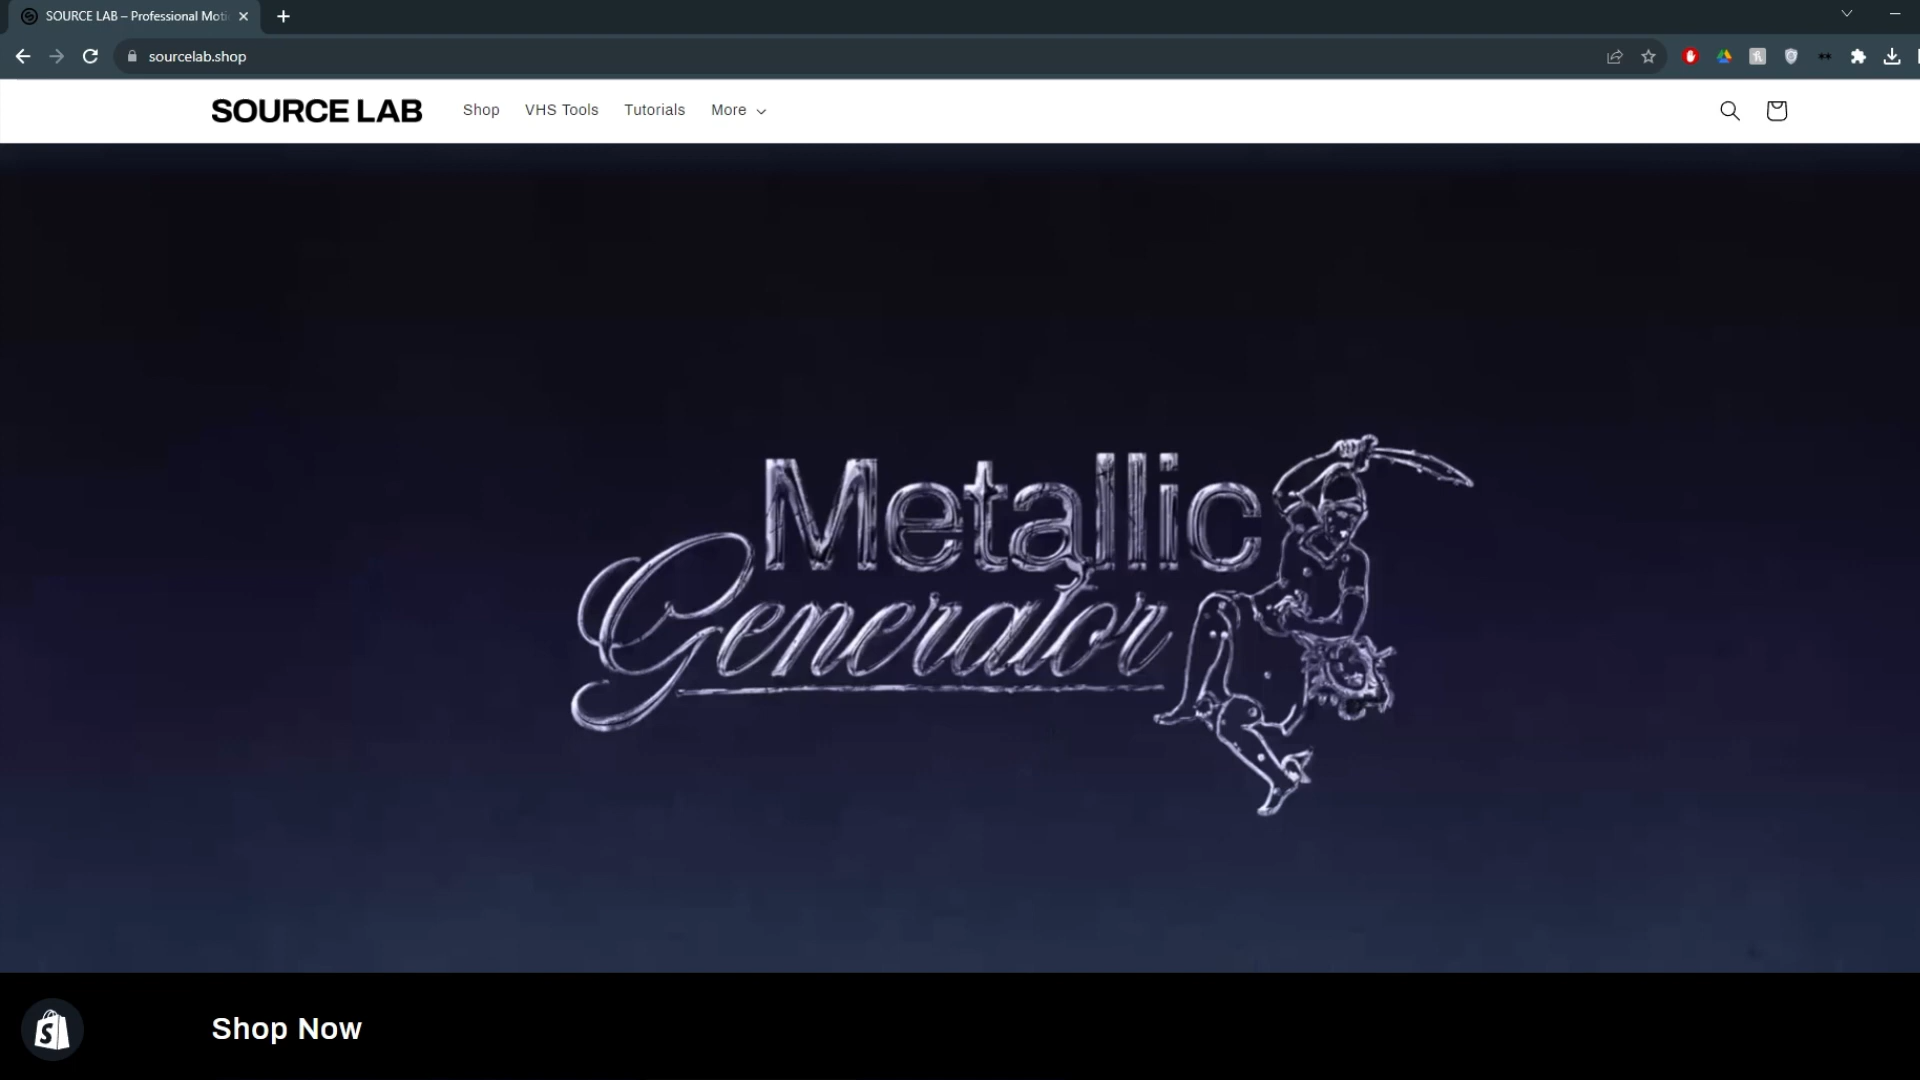 SOURCE LAB – Professional Moti
sourcelab.shop
SOURCE LAB
Shop
VHS Tools
Tutorials
More
Metallic
Generator
Shop Now